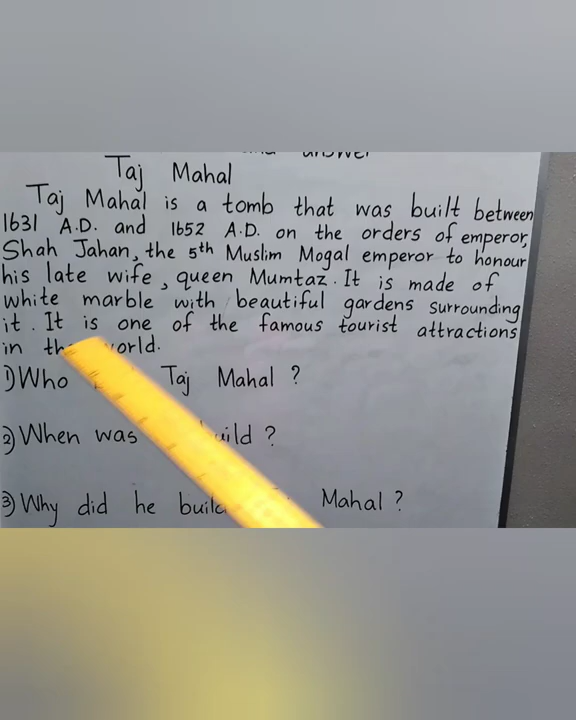 answer
Taj Mahal
Taj Mahal is a tomb that was built between
1631 A.D. and 1652 A.D. on the orders of emperor,
Shah Jahan, the 5th Muslim Mogal emperor to honour
his late wife, queen Mumtaz. It is made of
white marble with beautiful gardens surrounding
it. It is one of the famous tourist attractions
in the world.
1) Who Taj Mahal ?
2) When was ?
3) Why did he Mahal ?